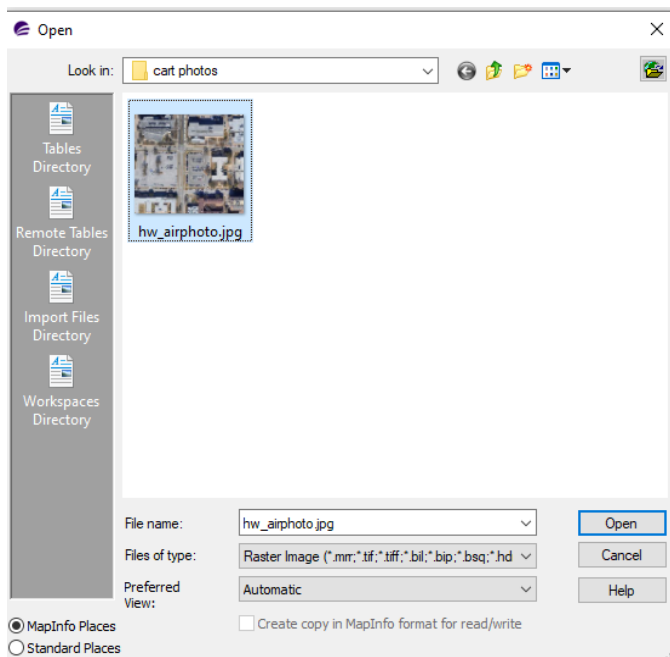 Open
Look in:
cart photos
Tables
Directory
Remote Tables
Directory
Import Files
Directory
Workspaces
Directory
hw_airphoto.jpg
File name:
hw_airphoto.jpg
Open
Files of type:
Raster Image (*.mrr;*.tif;*.tiff;*.bil;*.bip;*.bsq;*.hd
Cancel
Preferred
View:
Automatic
Help
MapInfo Places
Create copy in MapInfo format for read/write
Standard Places